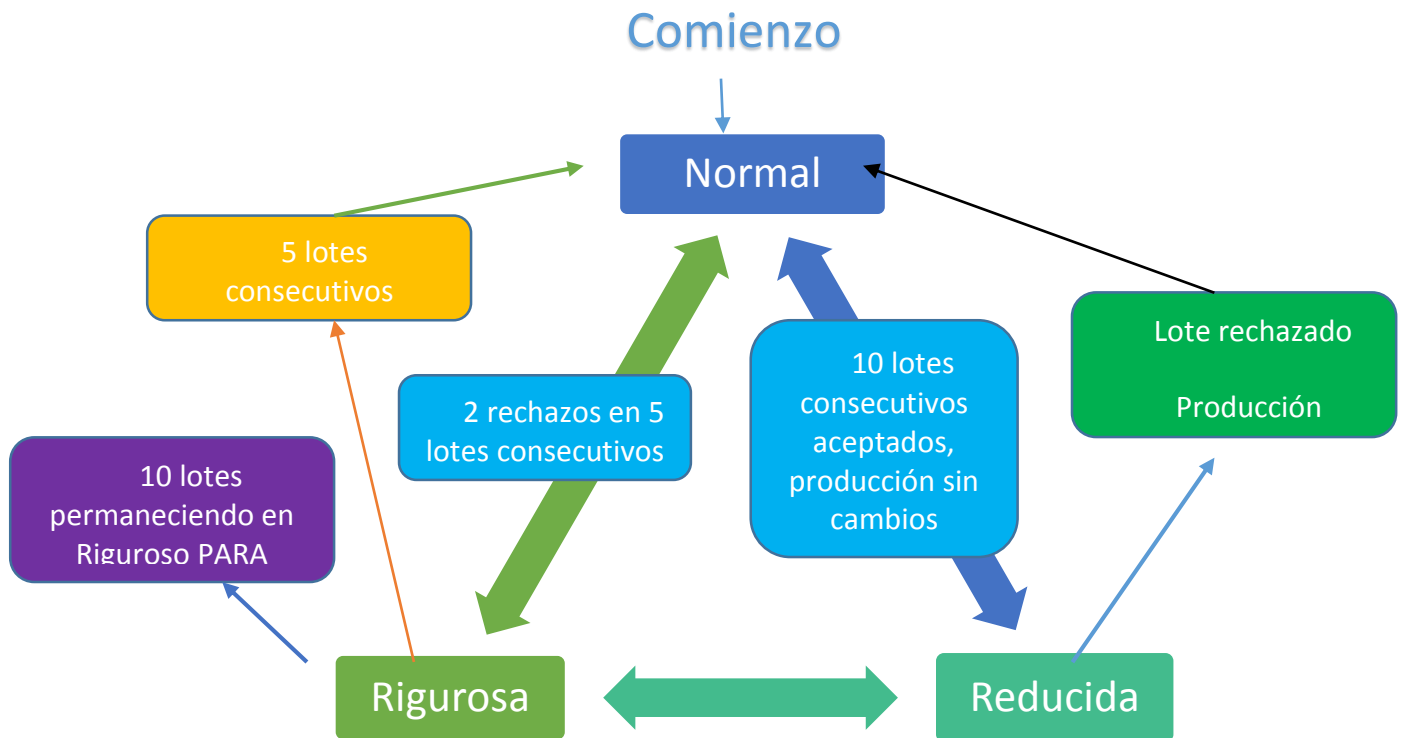 Comienzo
Normal
5 lotes
consecutivos
Lote rechazado
Producción
2 rechazos en 5
lotes consecutivos
10 lotes
consecutivos
aceptados,
producción sin
cambios
10 lotes
permaneciendo en
Riguroso PARA
Rigurosa
Reducida